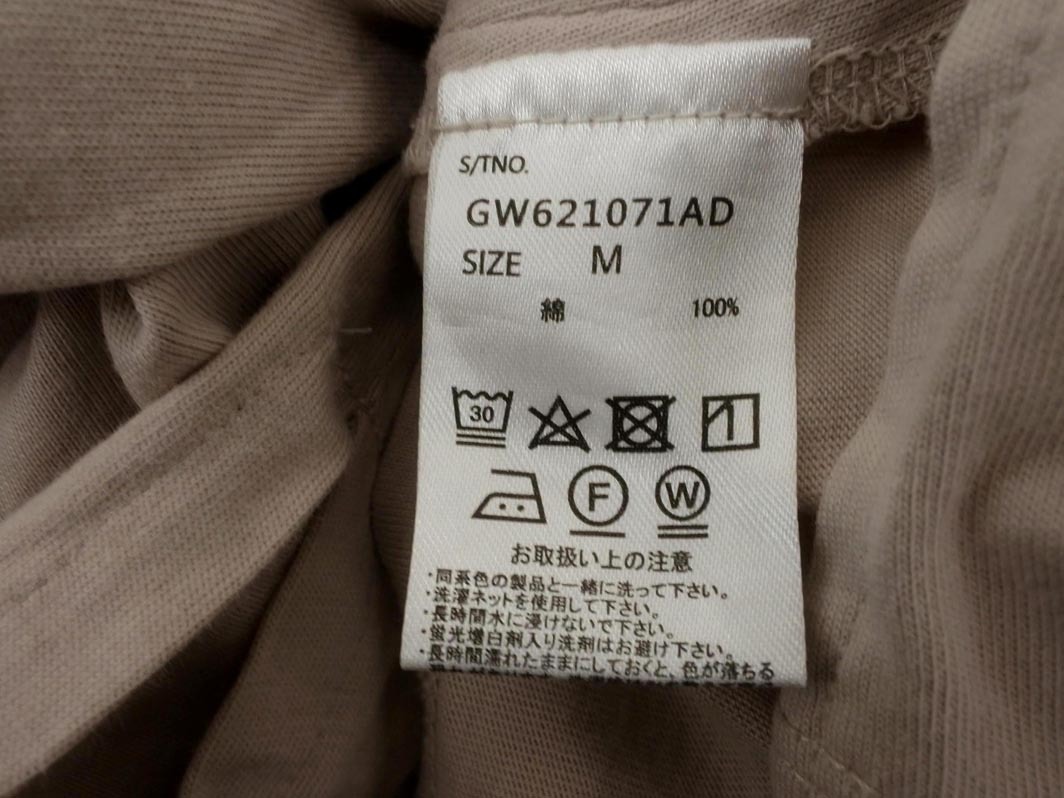 S/TNO.
GW621071AD
SIZE M
綿 100%
30
F W
お取扱い上の注意
・同系色の製品と一緒に洗って下さい。
・洗濯ネットを使用して下さい。
・長時間水に浸けないで下さい。
・蛍光増白剤入り洗剤はお避け下さい。
・長時間濡れたままにしておくと、色が落ちる